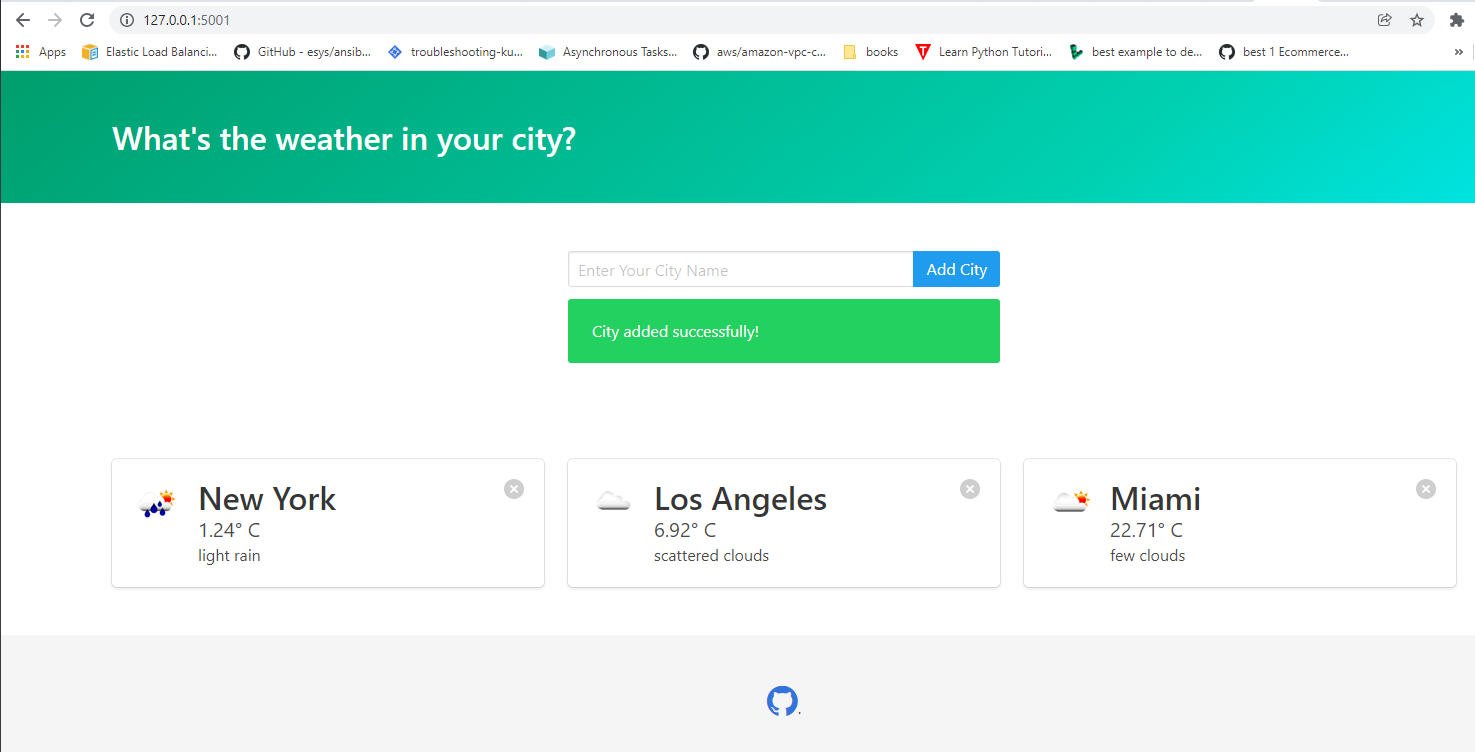 127.0.0.1:5001
Apps Elastic Load Balanci... GitHub - esys/ansib... troubleshooting-ku... Asynchronous Tasks... aws/amazon-vpc-c... books Learn Python Tutori... best example to de... best 1 Ecommerce... »
What's the weather in your city?
Enter Your City Name Add City
City added successfully!
New York Los Angeles Miami
1.24° C 6.92° C 22.71° C
light rain scattered clouds few clouds
.